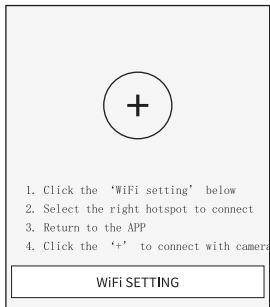 +
1. Click the ‘WiFi setting’ below
2. Select the right hotspot to connect
3. Return to the APP
4. Click the ‘+’ to connect with camera
WiFi SETTING